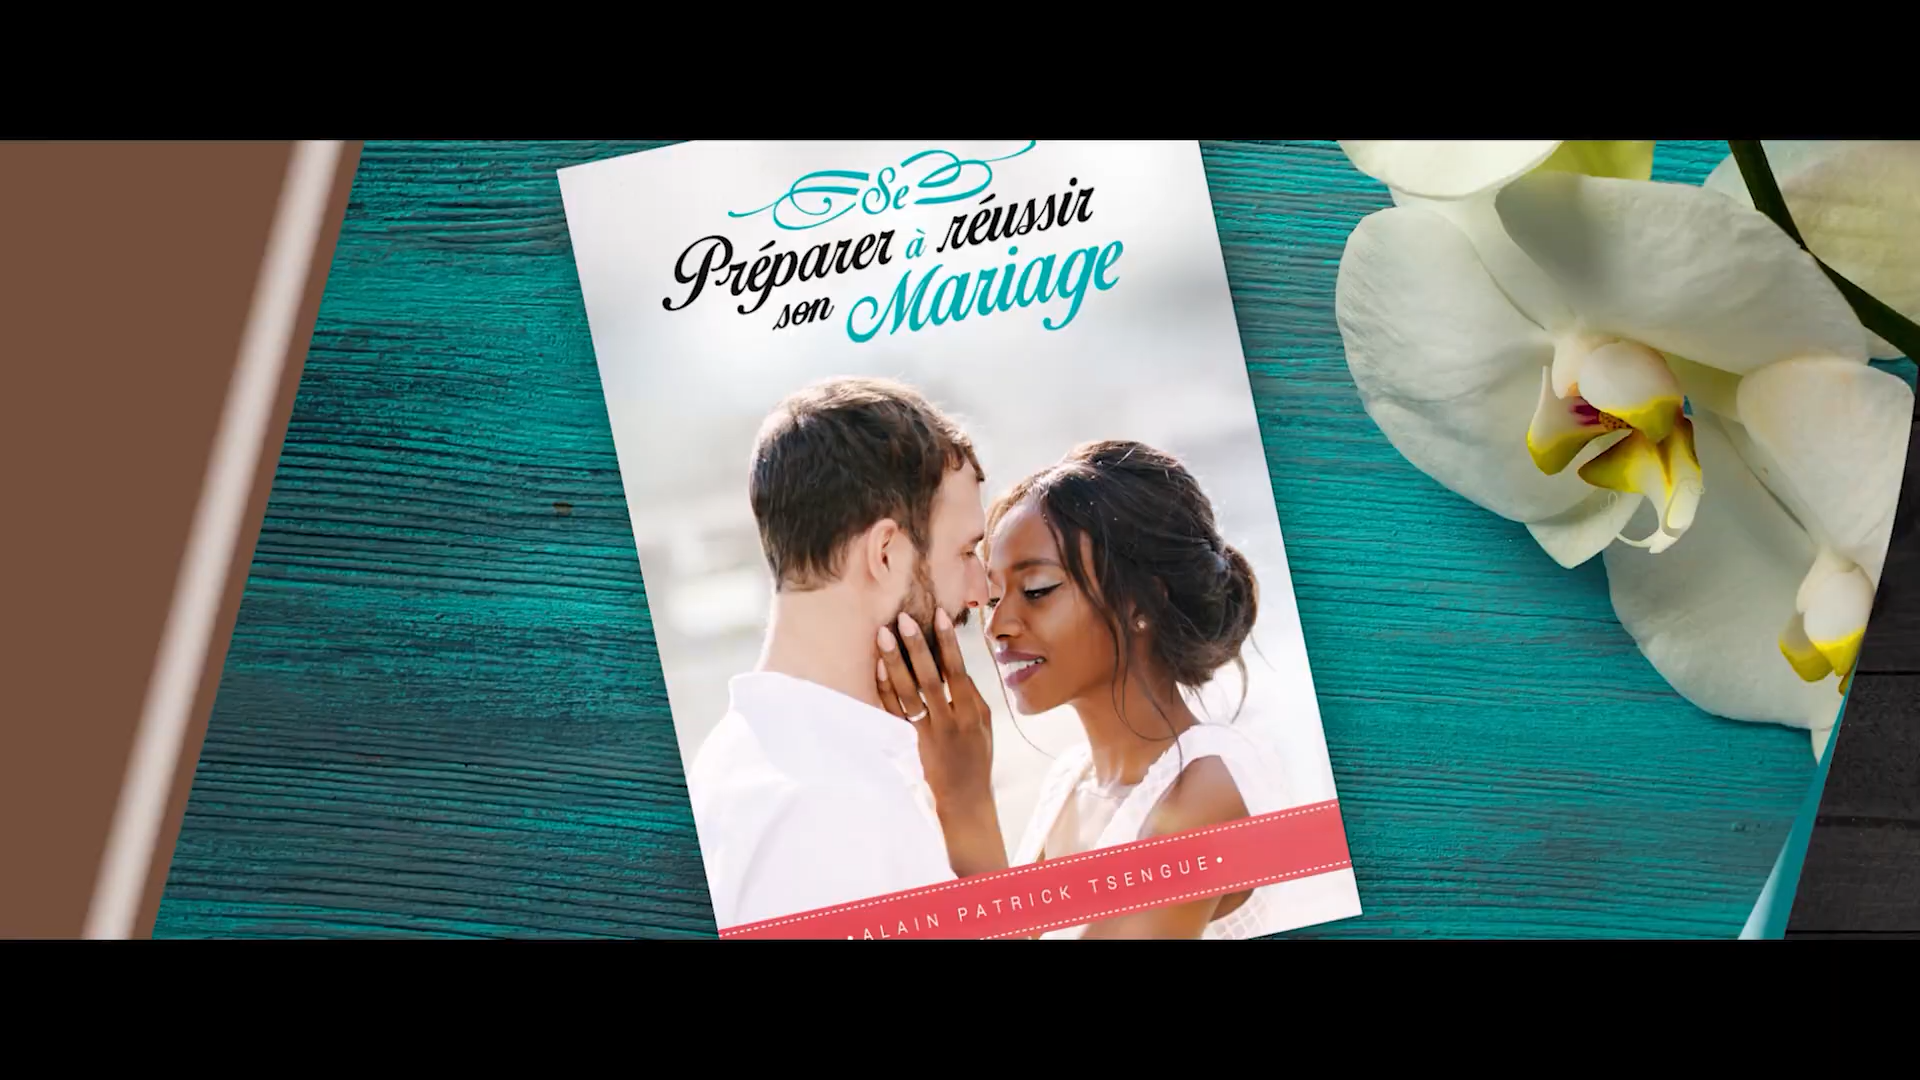 Se
Préparer à réussir
son Mariage
•ALAIN PATRICK TSENGUE•